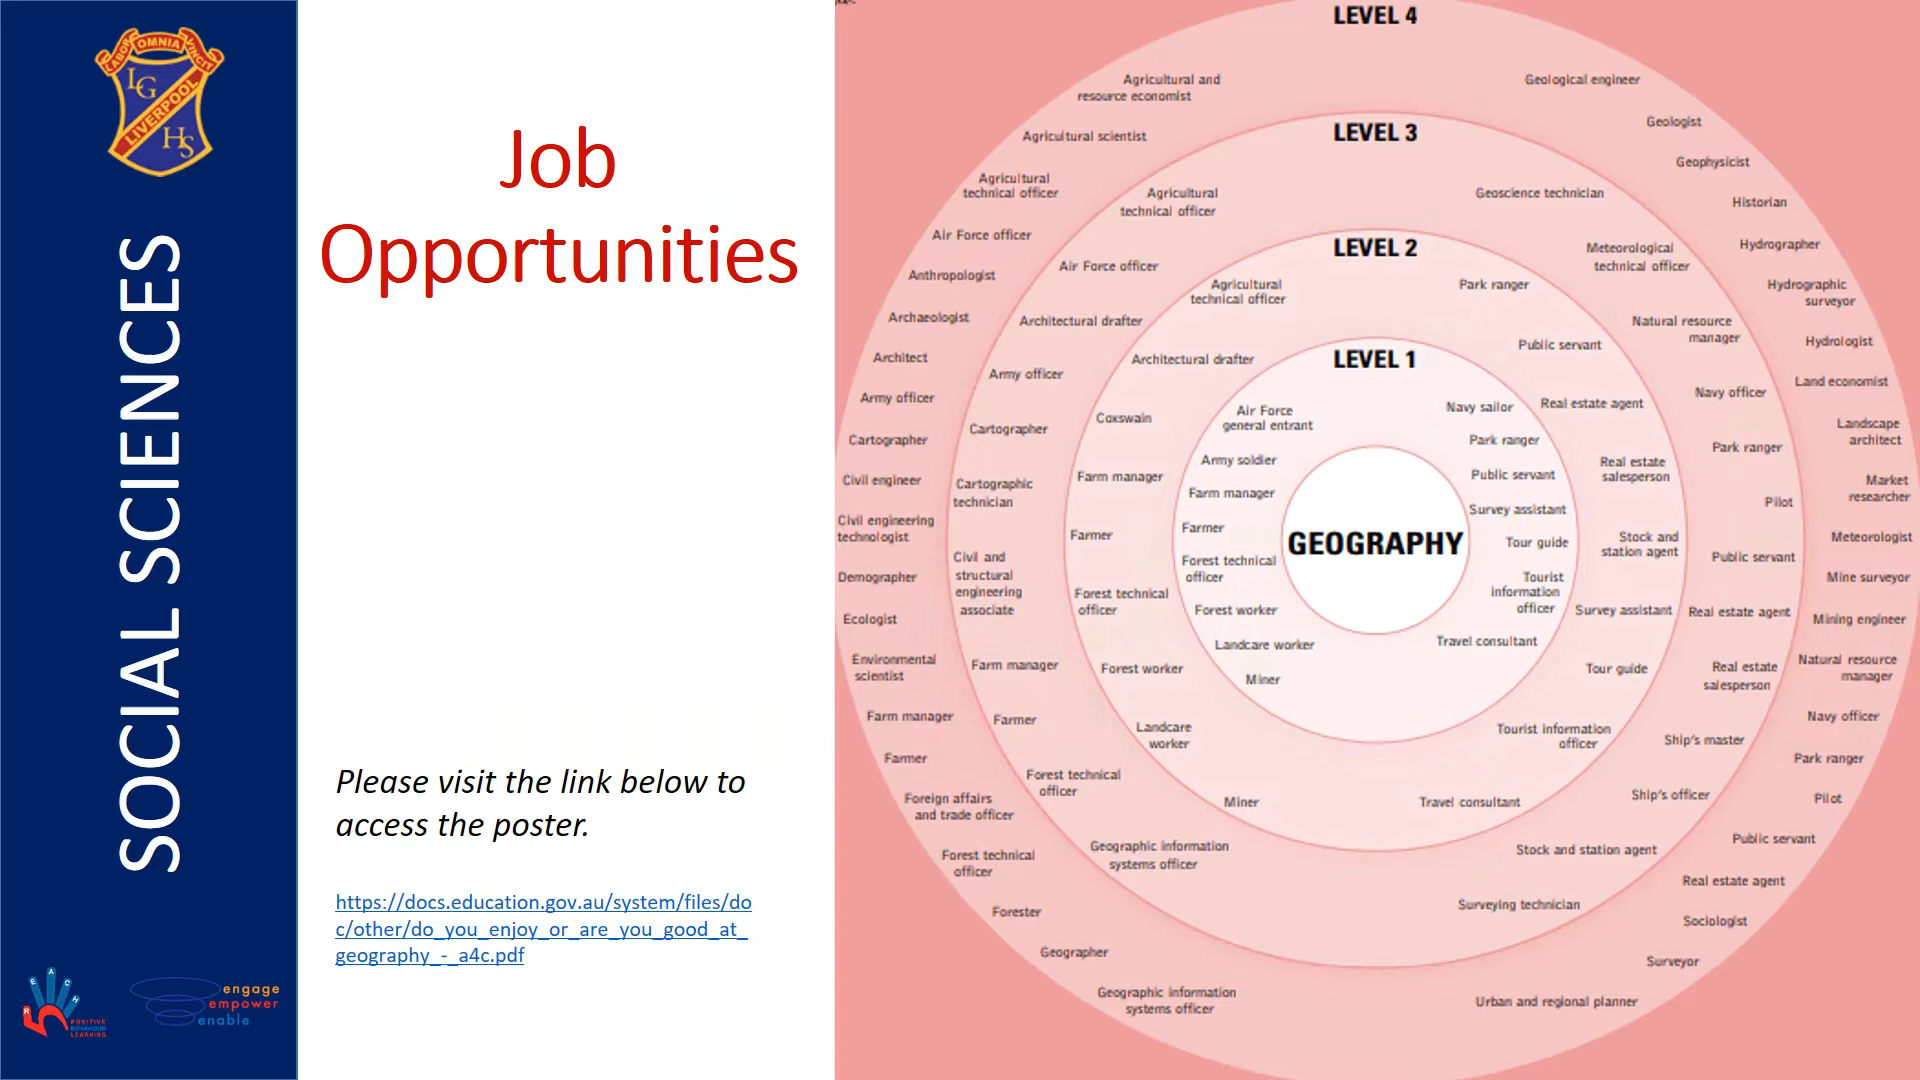 LABOR OMNIA VINCIT
LG
LIVERPOOL
HS
SOCIAL SCIENCES
REACH
POSITIVE
BEHAVIOUR
LEARNING
engage
empower
enable
Job
Opportunities
Please visit the link below to
access the poster.
https://docs.education.gov.au/system/files/do
c/other/do_you_enjoy_or_are_you_good_at_
geography_-_a4c.pdf
LEVEL 4
Agricultural and
resource economist
Agricultural scientist
Agricultural
technical officer
Air Force officer
Anthropologist
Archaeologist
Architect
Army officer
Cartographer
Civil engineer
Civil engineering
technologist
Demographer
Ecologist
Environmental
scientist
Farm manager
Farmer
Foreign affairs
and trade officer
Forest technical
officer
Forester
Geographer
Geographic information
systems officer
Geological engineer
Geologist
Geophysicist
Historian
Hydrographer
Hydrographic
surveyor
Hydrologist
Land economist
Landscape
architect
Market
researcher
Meteorologist
Mine surveyor
Mining engineer
Natural resource
manager
Navy officer
Park ranger
Pilot
Public servant
Real estate agent
Sociologist
Surveyor
Urban and regional planner
LEVEL 3
Agricultural
technical officer
Air Force officer
Architectural drafter
Army officer
Cartographer
Cartographic
technician
Civil and
structural
engineering
associate
Farm manager
Farmer
Forest technical
officer
Geographic information
systems officer
Geoscience technician
Meteorological
technical officer
Natural resource
manager
Navy officer
Park ranger
Pilot
Public servant
Real estate agent
Real estate
salesperson
Ship's master
Ship's officer
Stock and station agent
Surveying technician
LEVEL 2
Agricultural
technical officer
Architectural drafter
Coxswain
Farm manager
Farmer
Forest technical
officer
Forest worker
Landcare
worker
Miner
Park ranger
Public servant
Real estate agent
Real estate
salesperson
Stock and
station agent
Survey assistant
Tour guide
Tourist information
officer
Travel consultant
LEVEL 1
Air Force
general entrant
Army soldier
Farm manager
Farmer
Forest technical
officer
Forest worker
Landcare worker
Miner
Navy sailor
Park ranger
Public servant
Survey assistant
Tour guide
Tourist
information
officer
Travel consultant
GEOGRAPHY